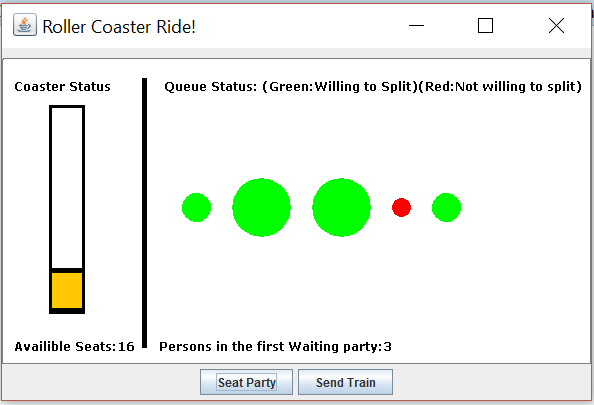 Roller Coaster Ride!
Coaster Status
Queue Status: (Green:Willing to Split)(Red:Not willing to split)
Availible Seats:16
Persons in the first Waiting party:3
Seat Party
Send Train